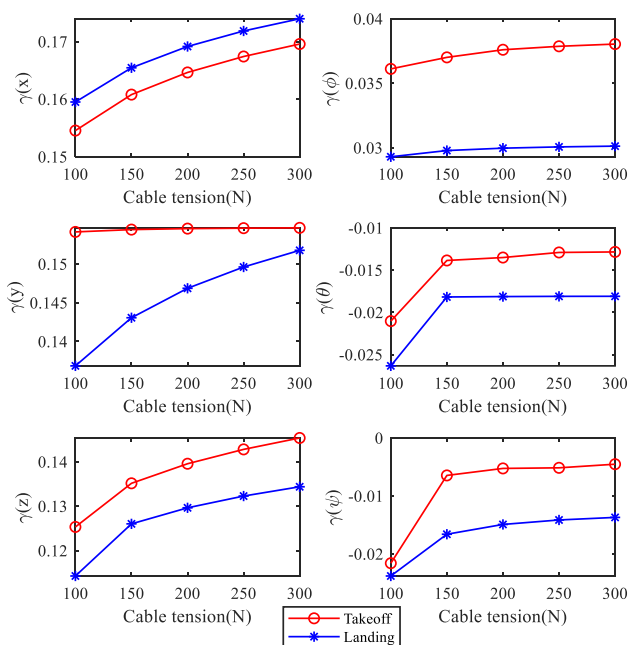 0.17
0.16
0.15
γ(x)
100 150 200 250 300
Cable tension(N)
0.04
0.035
0.03
γ(ϕ)
100 150 200 250 300
Cable tension(N)
0.15
0.145
0.14
γ(y)
100 150 200 250 300
Cable tension(N)
-0.01
-0.015
-0.02
-0.025
γ(θ)
100 150 200 250 300
Cable tension(N)
0.14
0.13
0.12
γ(z)
100 150 200 250 300
Cable tension(N)
0
-0.01
-0.02
γ(ψ)
100 150 200 250 300
Cable tension(N)
Takeoff
Landing